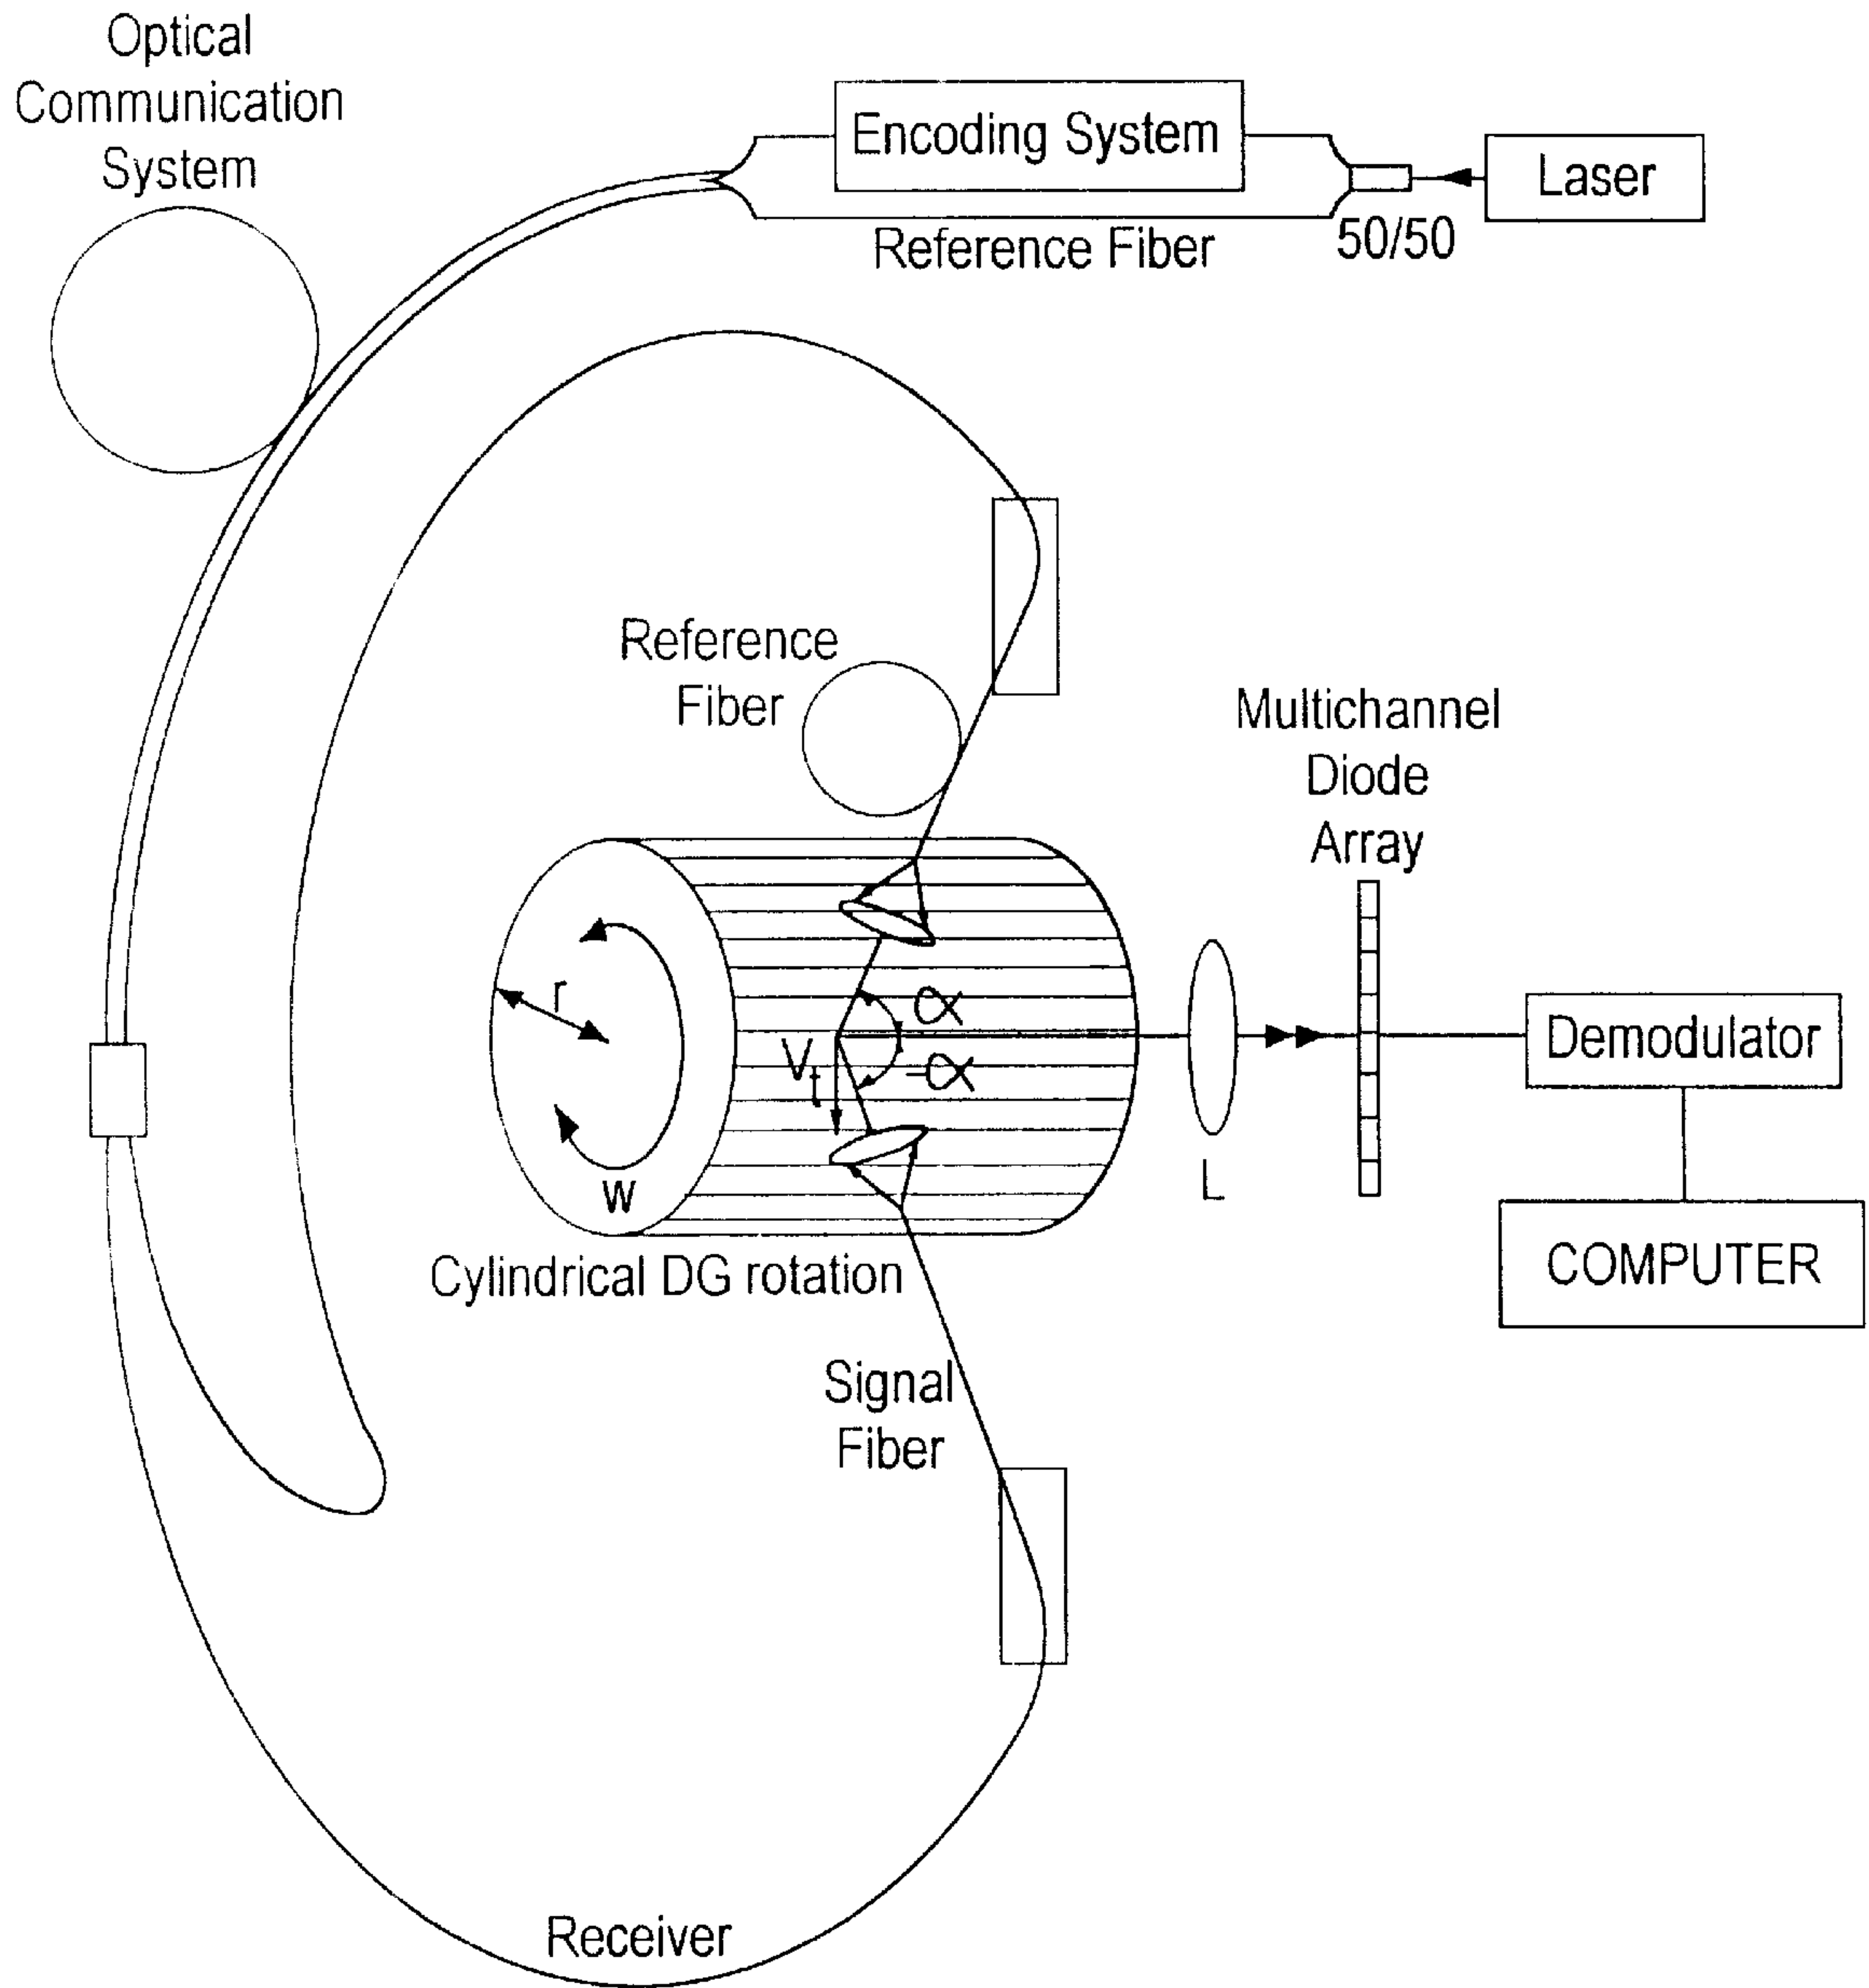 Optical
Communication
System
Encoding System
Laser
Reference Fiber
50/50
Reference
Fiber
Multichannel
Diode
Array
r
α
Vt
-α
Demodulator
L
w
COMPUTER
Cylindrical DG rotation
Signal
Fiber
Receiver